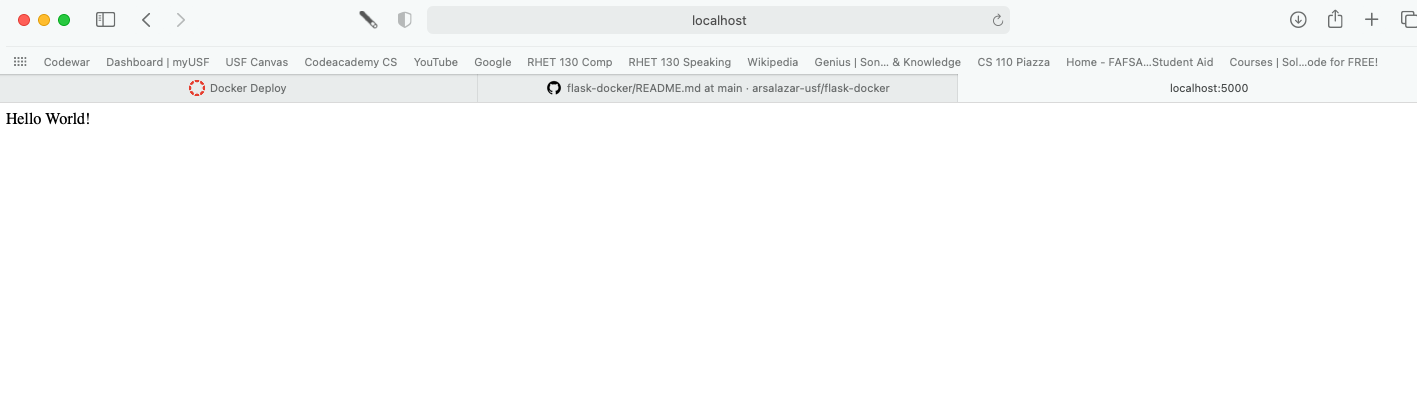 localhost
Codewar Dashboard | myUSF USF Canvas Codeacademy CS YouTube Google RHET 130 Comp RHET 130 Speaking Wikipedia Genius | Son... & Knowledge CS 110 Piazza Home - FAFSA...Student Aid Courses | Sol...ode for FREE!
Docker Deploy flask-docker/README.md at main · arsalazar-usf/flask-docker localhost:5000
Hello World!